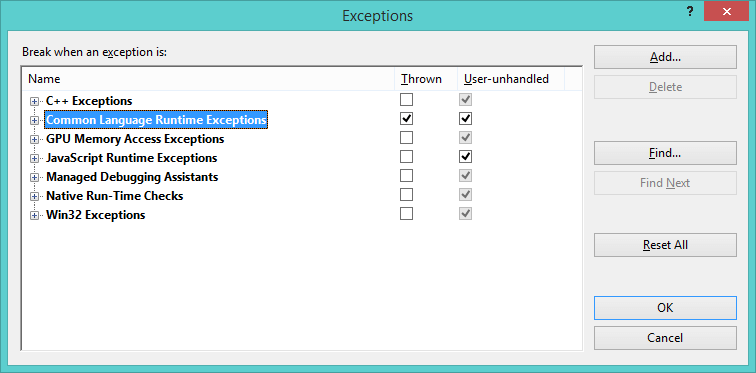 Exceptions
?
Break when an exception is:
Name Thrown User-unhandled
C++ Exceptions
Common Language Runtime Exceptions
GPU Memory Access Exceptions
JavaScript Runtime Exceptions
Managed Debugging Assistants
Native Run-Time Checks
Win32 Exceptions
Add...
Delete
Find...
Find Next
Reset All
OK
Cancel